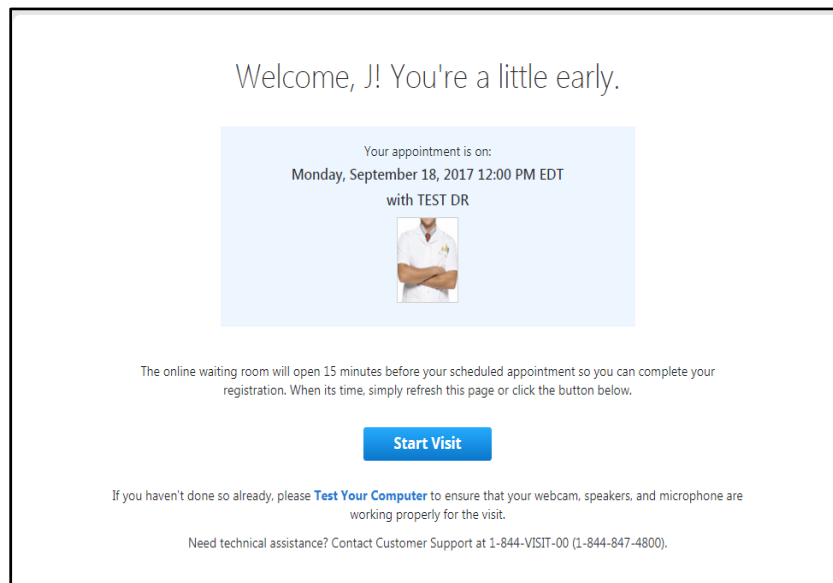 Welcome, J! You're a little early.
Your appointment is on:
Monday, September 18, 2017 12:00 PM EDT
with TEST DR
The online waiting room will open 15 minutes before your scheduled appointment so you can complete your
registration. When its time, simply refresh this page or click the button below.
Start Visit
If you haven't done so already, please Test Your Computer to ensure that your webcam, speakers, and microphone are
working properly for the visit.
Need technical assistance? Contact Customer Support at 1-844-VISIT-00 (1-844-847-4800).